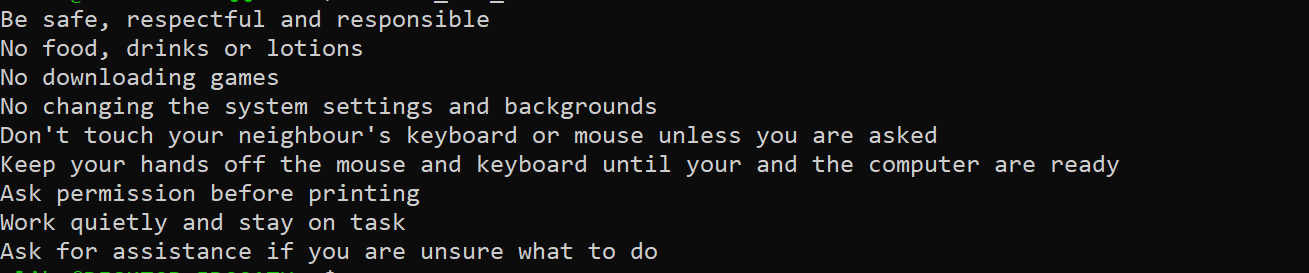 Be safe, respectful and responsible
No food, drinks or lotions
No downloading games
No changing the system settings and backgrounds
Don't touch your neighbour's keyboard or mouse unless you are asked
Keep your hands off the mouse and keyboard until your and the computer are ready
Ask permission before printing
Work quietly and stay on task
Ask for assistance if you are unsure what to do